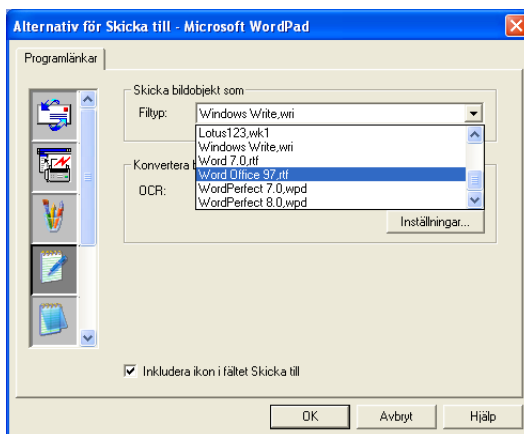 Alternativ för Skicka till - Microsoft WordPad
Programlänkar
Skicka bildobjekt som
Filtyp: Windows Write,wri
Lotus123,wk1
Windows Write,wri
Word 7.0,rtf
Konvertera
Word Office 97,rtf
OCR:
WordPerfect 7.0,wpd
WordPerfect 8.0,wpd
Inställningar...
Inkludera ikon i fältet Skicka till
OK Avbryt Hjälp